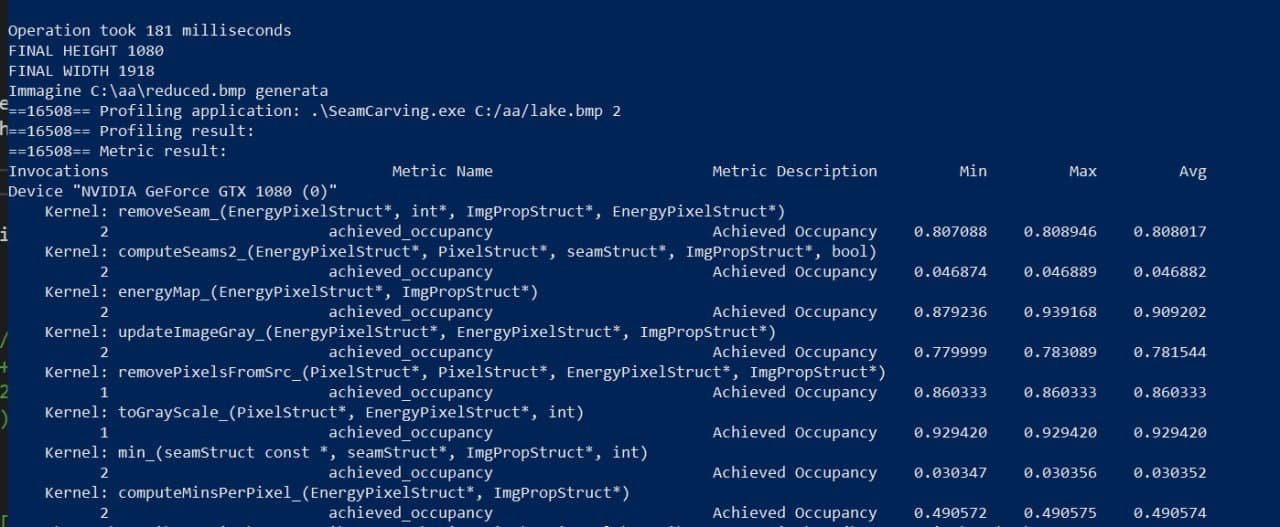 Operation took 181 milliseconds
FINAL HEIGHT 1080
FINAL WIDTH 1918
Immagine C:\aa\reduced.bmp generata
==16508== Profiling application: .\SeamCarving.exe C:/aa/lake.bmp 2
==16508== Profiling result:
==16508== Metric result:
Invocations Metric Name Metric Description Min Max Avg
Device "NVIDIA GeForce GTX 1080 (0)"
Kernel: removeSeam_(EnergyPixelStruct*, int*, ImgPropStruct*, EnergyPixelStruct*)
2 achieved_occupancy Achieved Occupancy 0.807088 0.808946 0.808017
Kernel: computeSeams2_(EnergyPixelStruct*, PixelStruct*, seamStruct*, ImgPropStruct*, bool)
2 achieved_occupancy Achieved Occupancy 0.046874 0.046889 0.046882
Kernel: energyMap_(EnergyPixelStruct*, ImgPropStruct*)
2 achieved_occupancy Achieved Occupancy 0.879236 0.939168 0.909202
Kernel: updateImageGray_(EnergyPixelStruct*, EnergyPixelStruct*, ImgPropStruct*)
2 achieved_occupancy Achieved Occupancy 0.779999 0.783089 0.781544
Kernel: removePixelsFromSrc_(PixelStruct*, PixelStruct*, EnergyPixelStruct*, ImgPropStruct*)
1 achieved_occupancy Achieved Occupancy 0.860333 0.860333 0.860333
Kernel: toGrayScale_(PixelStruct*, EnergyPixelStruct*, int)
1 achieved_occupancy Achieved Occupancy 0.929420 0.929420 0.929420
Kernel: min_(seamStruct const *, seamStruct*, ImgPropStruct*, int)
2 achieved_occupancy Achieved Occupancy 0.030347 0.030356 0.030352
Kernel: computeMinsPerPixel_(EnergyPixelStruct*, ImgPropStruct*)
2 achieved_occupancy Achieved Occupancy 0.490572 0.490575 0.490574